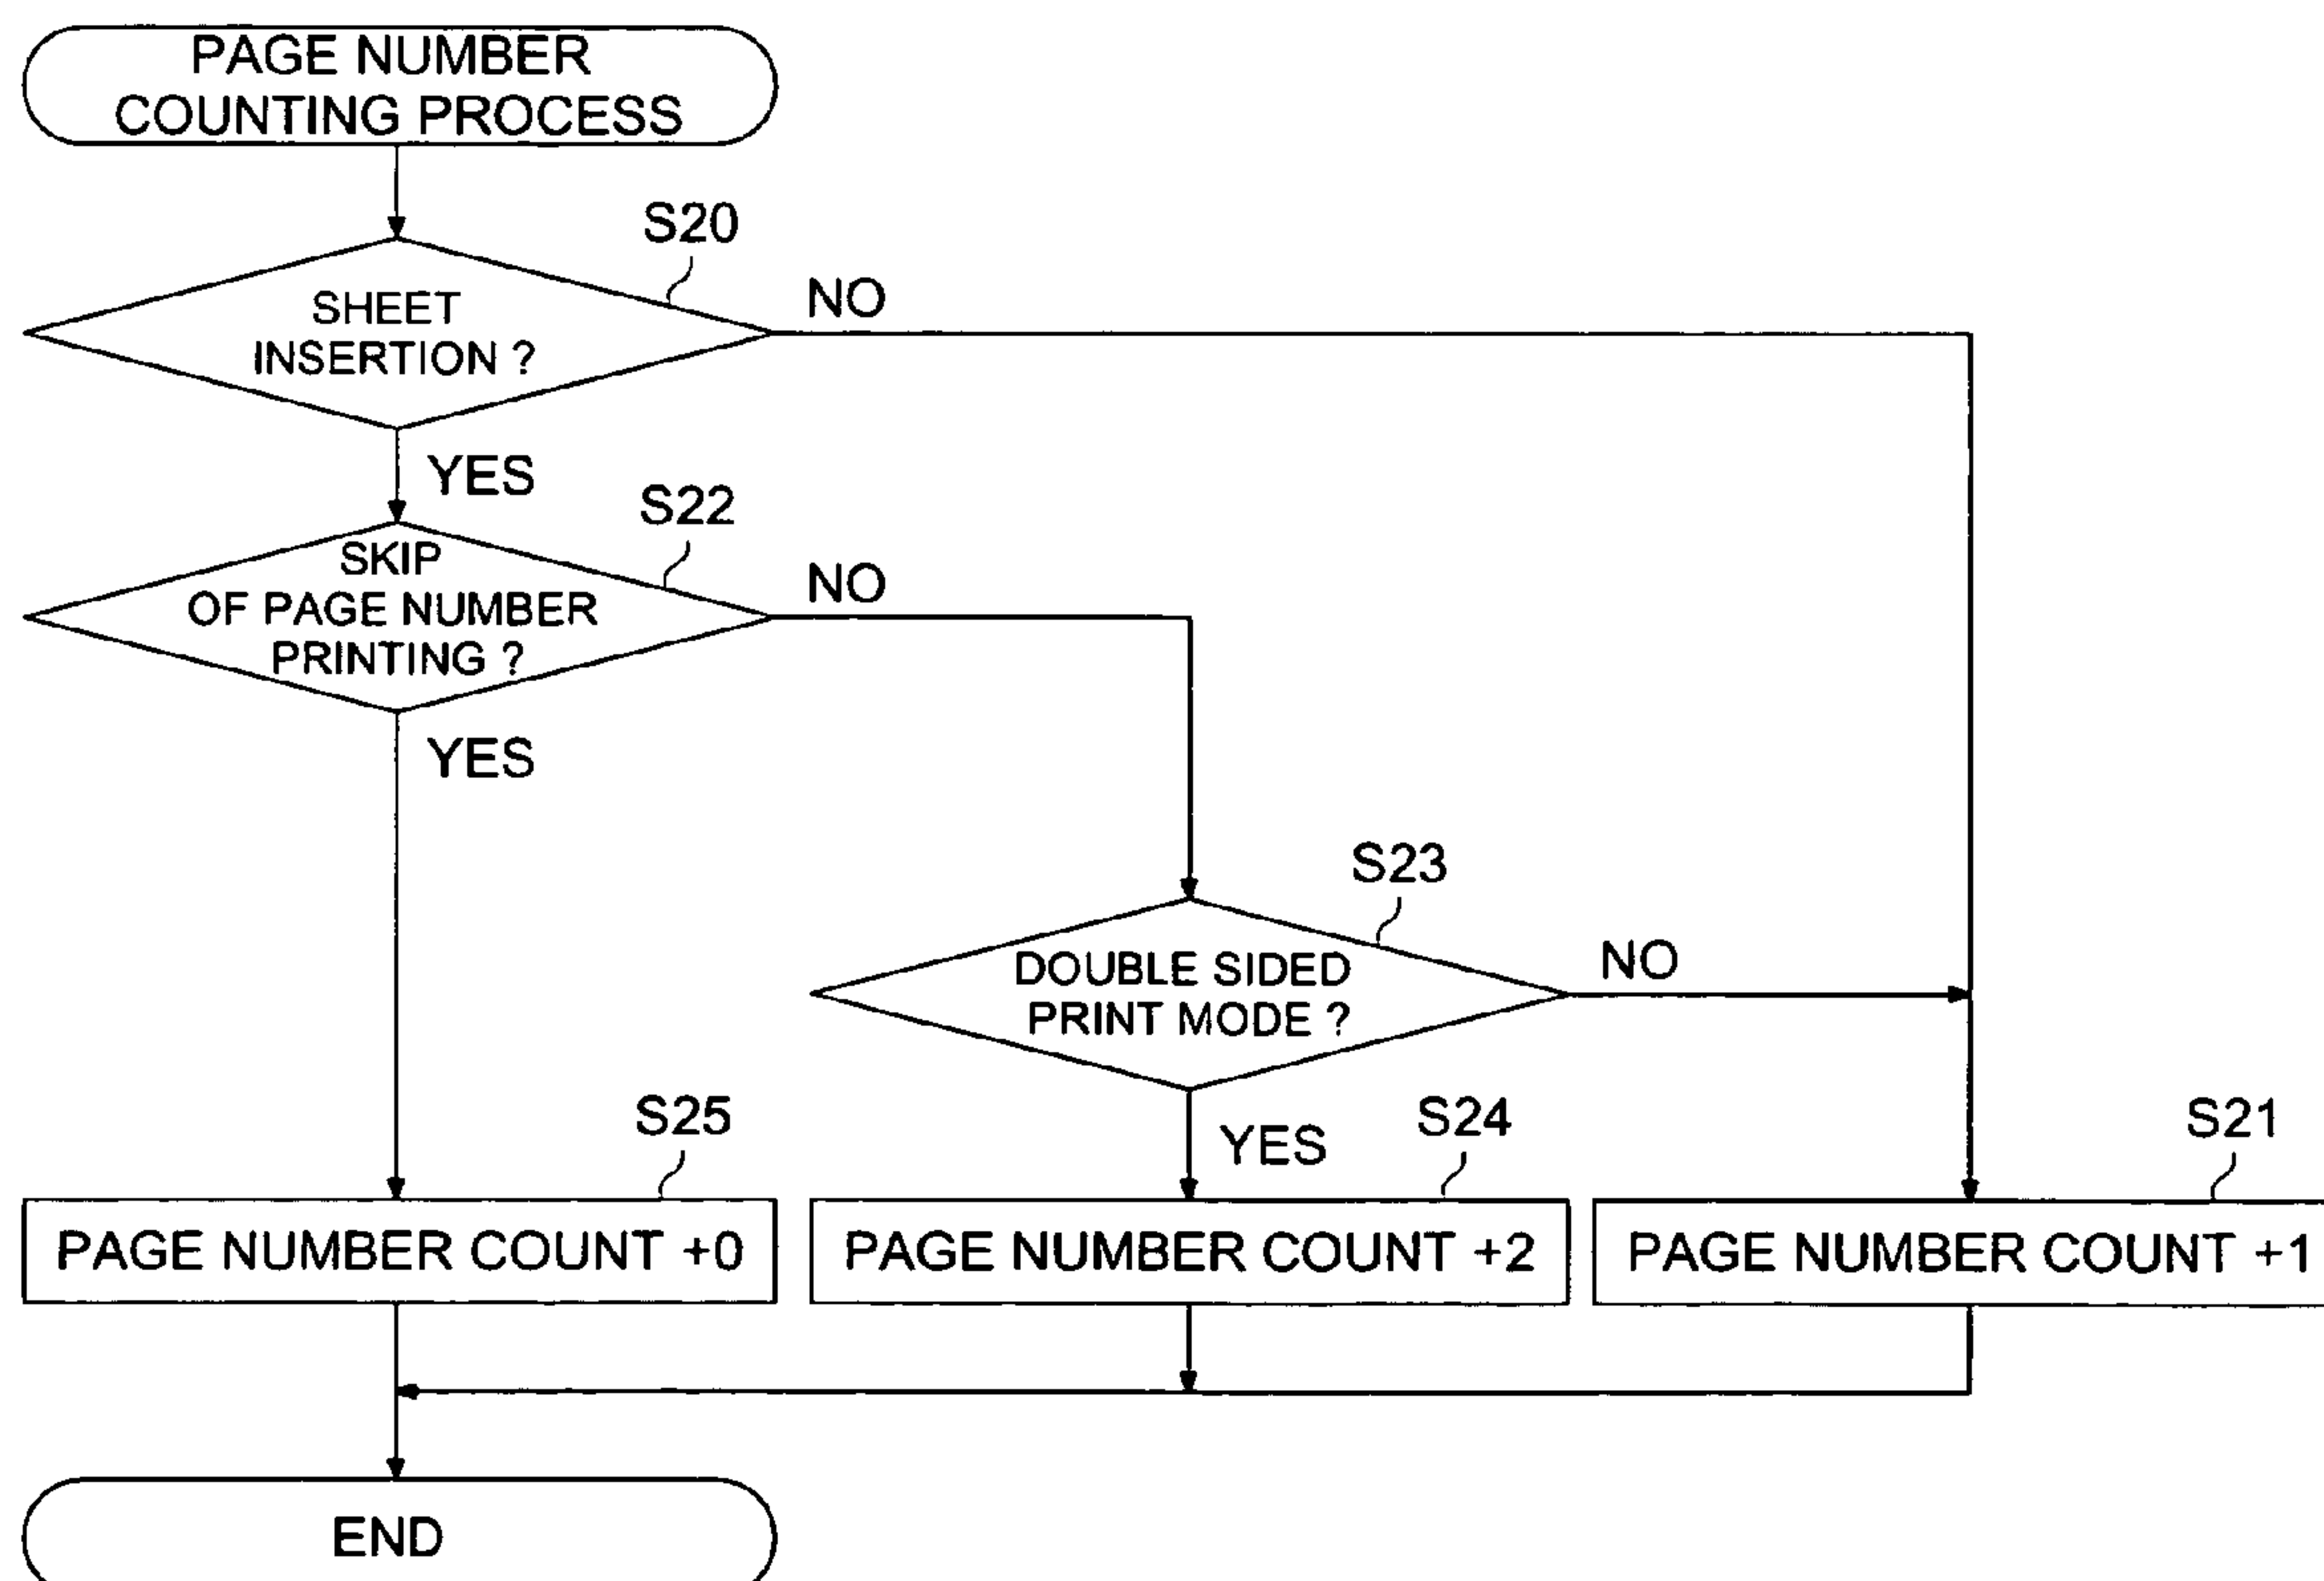 PAGE NUMBER
COUNTING PROCESS
S20
SHEET
INSERTION ?
NO
YES
S22
SKIP
OF PAGE NUMBER
PRINTING ?
NO
YES
S23
DOUBLE SIDED
PRINT MODE ?
NO
YES
S25
PAGE NUMBER COUNT +0
S24
PAGE NUMBER COUNT +2
S21
PAGE NUMBER COUNT +1
END